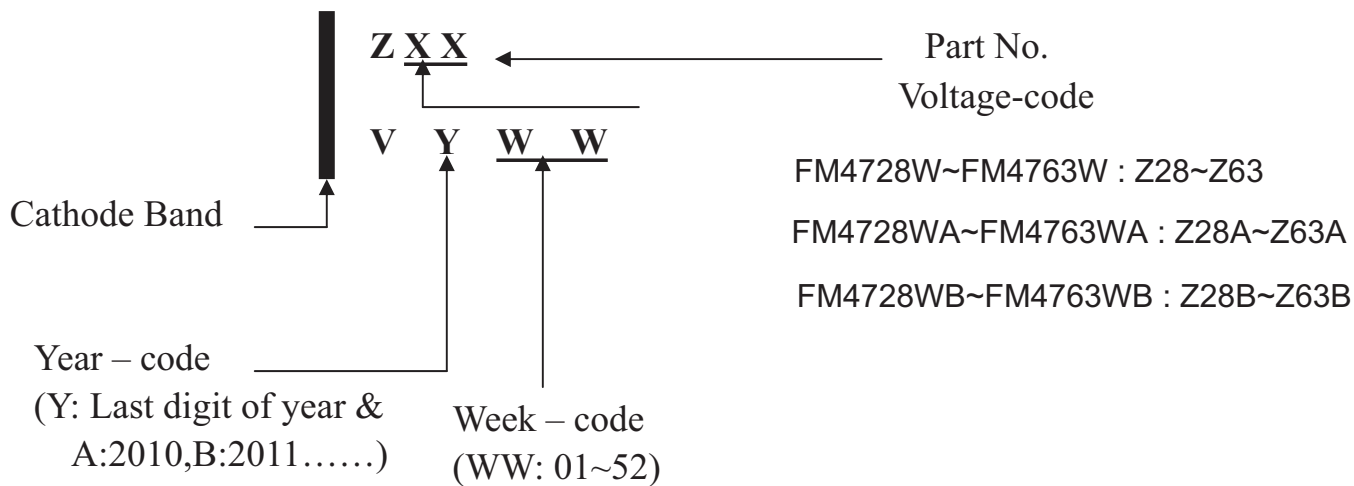 Z X X
Part No.
Voltage-code
V Y W W
FM4728W~FM4763W : Z28~Z63
Cathode Band
FM4728WA~FM4763WA : Z28A~Z63A
FM4728WB~FM4763WB : Z28B~Z63B
Year – code
(Y: Last digit of year &
A:2010,B:2011……)
Week – code
(WW: 01~52)